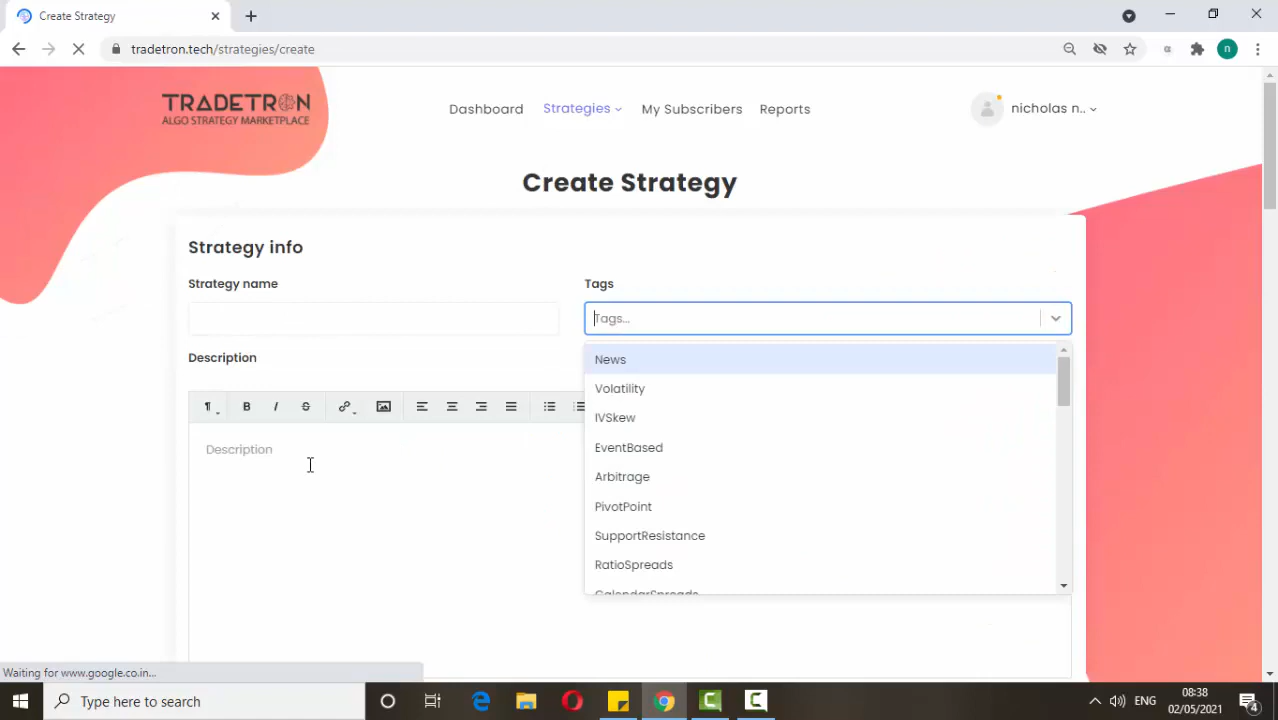 Create Strategy
tradetron.tech/strategies/create
n
TRADETRON
ALGO STRATEGY MARKETPLACE
Dashboard Strategies My Subscribers Reports
nicholas n..
Create Strategy
Strategy info
Strategy name
Tags
Tags...
Description
News
Volatility
IVSkew
EventBased
Arbitrage
PivotPoint
SupportResistance
RatioSpreads
CalendarSpreads
¶ B I S
Description
Waiting for www.google.co.in...
Type here to search
ENG
08:38
02/05/2021
4